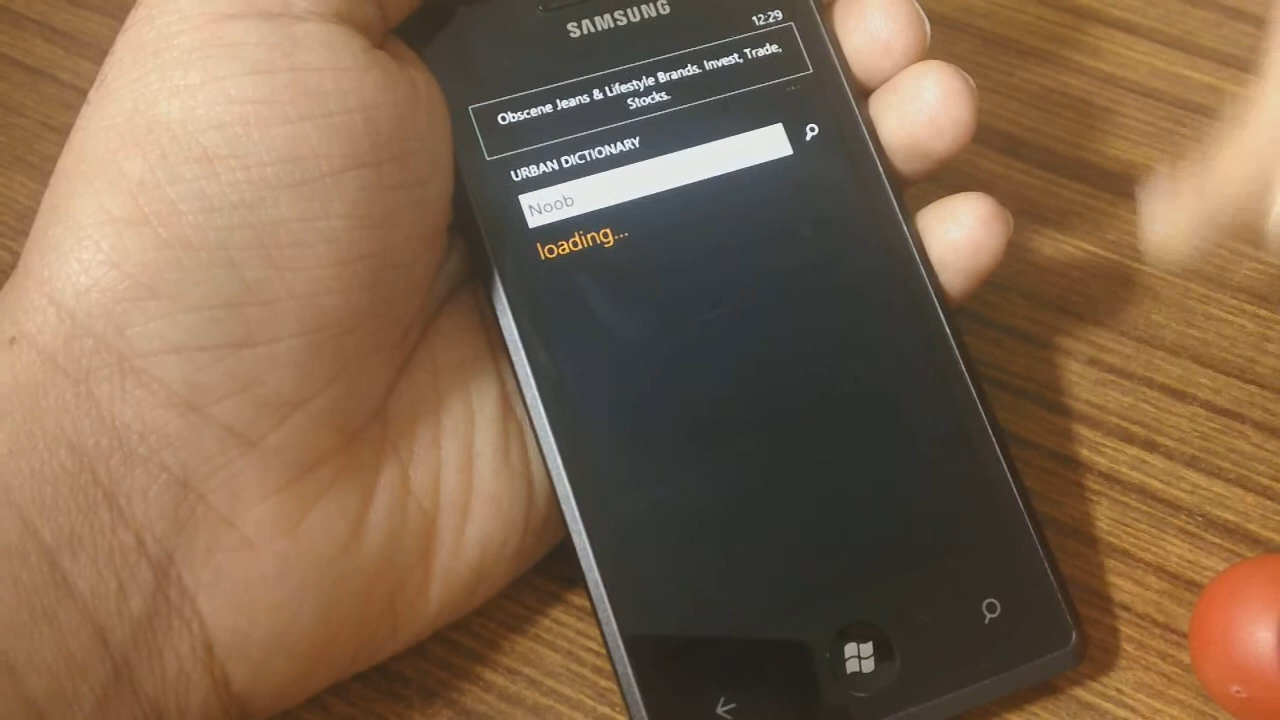 SAMSUNG
12:29
Obscene Jeans & Lifestyle Brands. Invest, Trade,
Stocks.
URBAN DICTIONARY
Noob
loading...